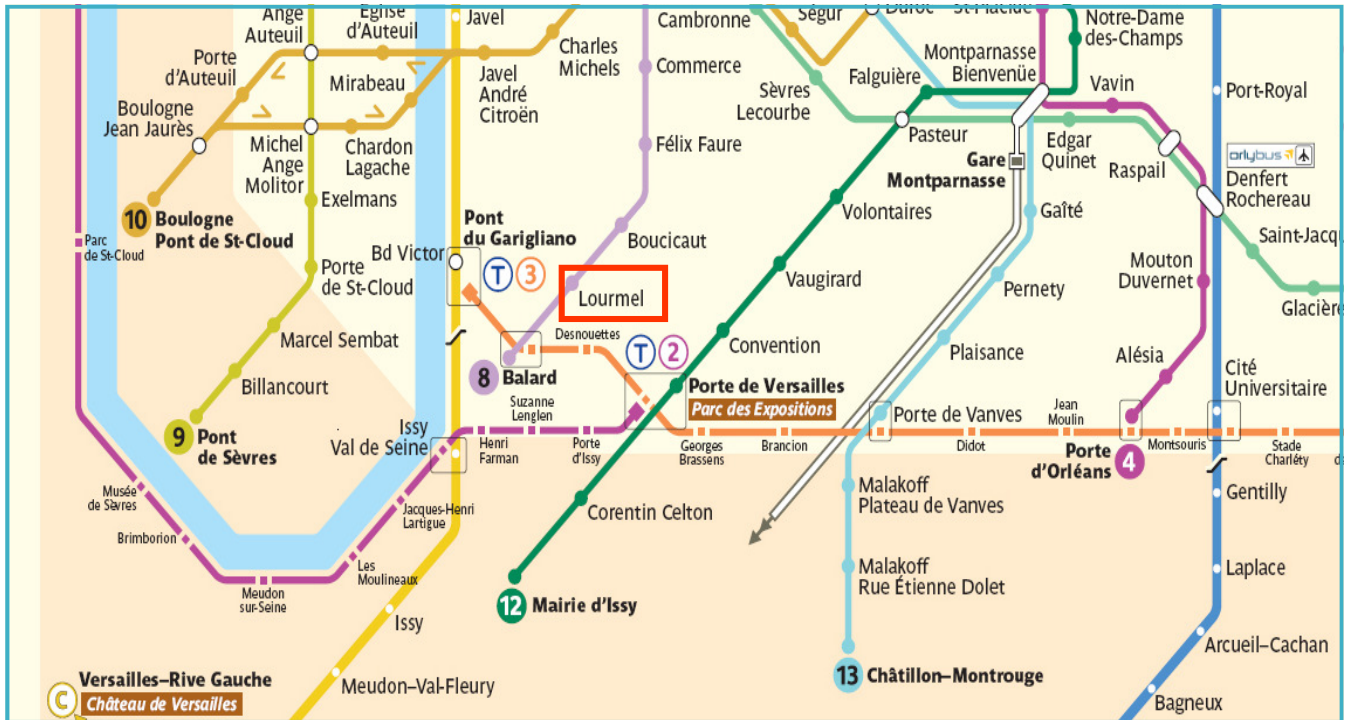 Ange
Auteuil
Église
d'Auteuil
Javel
Cambronne
Ségur
Duroc
St-Placide
Notre-Dame
des-Champs
Porte
d'Auteuil
Mirabeau
Charles
Michels
Commerce
Montparnasse
Bienvenüe
Falguière
Vavin
Boulogne
Jean Jaurès
Javel
André
Citroën
Sèvres
Lecourbe
Port-Royal
Michel
Ange
Molitor
Chardon
Lagache
Félix Faure
Pasteur
Edgar
Quinet
Raspail
orlybus
Gare
Montparnasse
Denfert
Rochereau
Exelmans
10 Boulogne
Pont de St-Cloud
Volontaires
Gaîté
Parc
de St-Cloud
Pont
du Garigliano
Boucicaut
Saint-Jacqu
Bd Victor
T 3
Porte
de St-Cloud
Lourmel
Vaugirard
Pernety
Mouton
Duvernet
Glacière
Marcel Sembat
Desnouettes
T 2
Convention
Plaisance
Alésia
Billancourt
8 Balard
Porte de Versailles
Parc des Expositions
Cité
Universitaire
Suzanne
Lenglen
Porte de Vanves
Jean
Moulin
9 Pont
de Sèvres
Issy
Val de Seine
Henri
Farman
Porte
d'Issy
Georges
Brassens
Brancion
Didot
Porte
d'Orléans
4
Montsouris
Stade
Charléty
Musée
de Sèvres
Jacques-Henri
Lartigue
Corentin Celton
Malakoff
Plateau de Vanves
Gentilly
Brimborion
Les
Moulineaux
Meudon
sur-Seine
Malakoff
Rue Étienne Dolet
Laplace
12 Mairie d'Issy
Issy
Arcueil–Cachan
Versailles–Rive Gauche
C Château de Versailles
Meudon–Val-Fleury
13 Châtillon–Montrouge
Bagneux